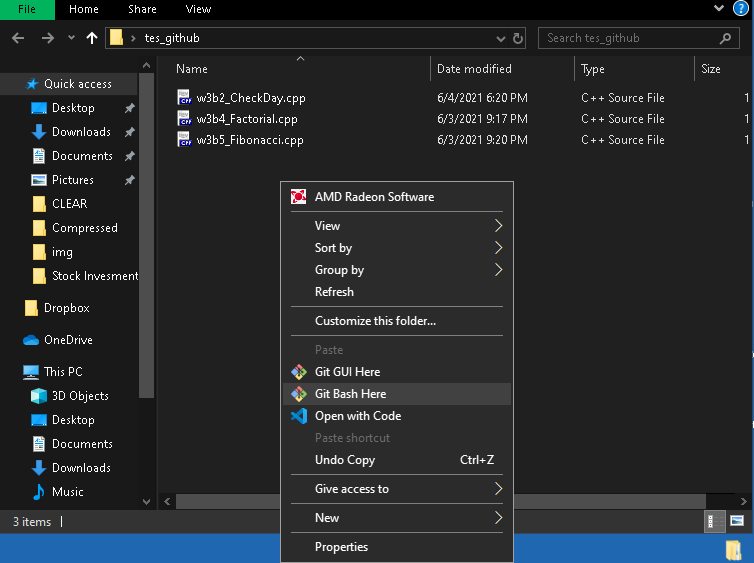 File Home Share View
tes_github
Search tes_github
Name Date modified Type Size
Quick access
Desktop
Downloads
Documents
Pictures
CLEAR
Compressed
img
Stock Invesment
Dropbox
OneDrive
This PC
3D Objects
Desktop
Documents
Downloads
Music
w3b2_CheckDay.cpp 6/4/2021 6:20 PM C++ Source File 1
w3b4_Factorial.cpp 6/3/2021 9:17 PM C++ Source File 1
w3b5_Fibonacci.cpp 6/3/2021 9:20 PM C++ Source File 1
AMD Radeon Software
View
Sort by
Group by
Refresh
Customize this folder...
Paste
Git GUI Here
Git Bash Here
Open with Code
Paste shortcut
Undo Copy Ctrl+Z
Give access to
New
Properties
3 items